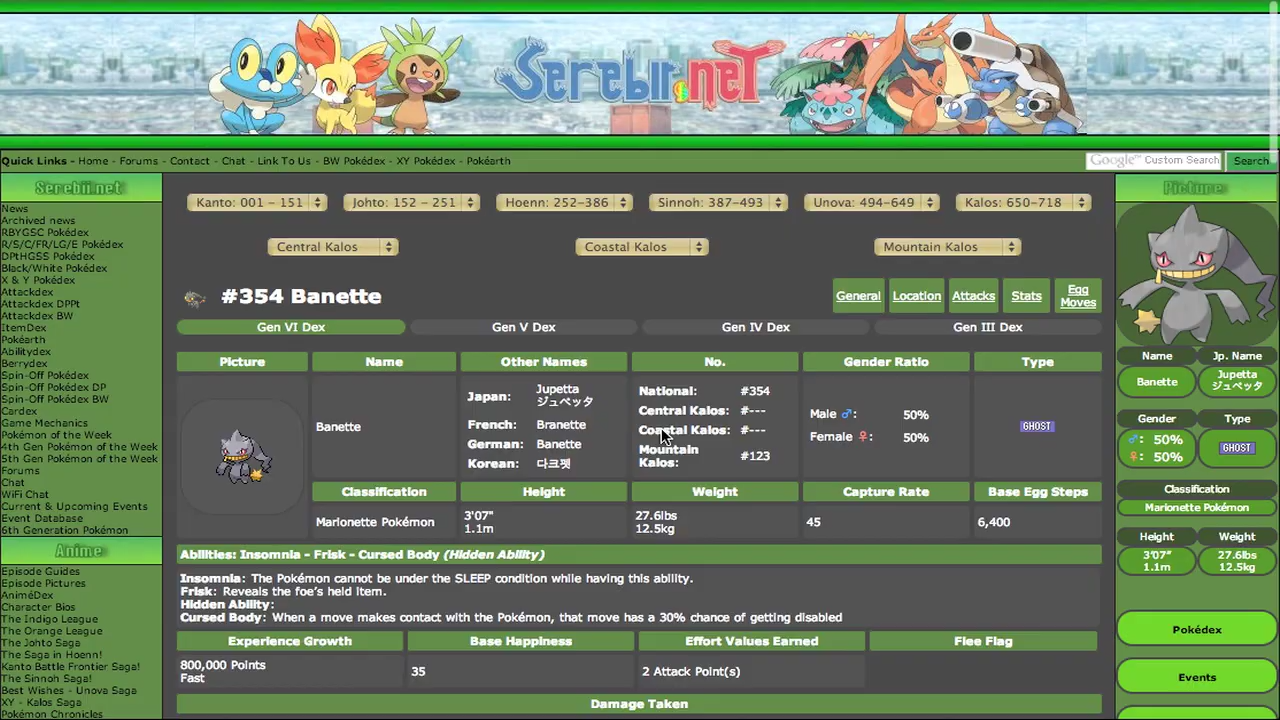 Serebii.net
Quick Links - Home - Forums - Contact - Chat - Link To Us - BW Pokédex - XY Pokédex - Pokéarth
Google™ Custom Search
Search
Serebii.net
News
Archived news
RBYGSC Pokédex
R/S/C/FR/LG/E Pokédex
DPtHGSS Pokédex
Black/White Pokédex
X & Y Pokédex
Attackdex
Attackdex DPPt
Attackdex BW
ItemDex
Pokéarth
Abilitydex
Berrydex
Spin-Off Pokédex
Spin-Off Pokédex DP
Spin-Off Pokédex BW
Cardex
Game Mechanics
Pokémon of the Week
4th Gen Pokémon of the Week
5th Gen Pokémon of the Week
Forums
Chat
WiFi Chat
Current & Upcoming Events
Event Database
6th Generation Pokémon
Anime
Episode Guides
Episode Pictures
AniméDex
Character Bios
The Indigo League
The Orange League
The Johto Saga
The Saga in Hoenn!
Kanto Battle Frontier Saga!
The Sinnoh Saga!
Best Wishes - Unova Saga
XY - Kalos Saga
Pokémon Chronicles
Kanto: 001 - 151
Johto: 152 - 251
Hoenn: 252-386
Sinnoh: 387-493
Unova: 494-649
Kalos: 650-718
Central Kalos
Coastal Kalos
Mountain Kalos
#354 Banette
General
Location
Attacks
Stats
Egg Moves
Gen VI Dex
Gen V Dex
Gen IV Dex
Gen III Dex
Picture
Name
Other Names
No.
Gender Ratio
Type
Banette
Japan: Jupetta
ジュペッタ
French: Branette
German: Banette
Korean: 다크펫
National: #354
Central Kalos: #---
Coastal Kalos: #---
Mountain Kalos: #123
Male ♂: 50%
Female ♀: 50%
GHOST
Classification
Height
Weight
Capture Rate
Base Egg Steps
Marionette Pokémon
3'07"
1.1m
27.6lbs
12.5kg
45
6,400
Abilities: Insomnia - Frisk - Cursed Body (Hidden Ability)
Insomnia: The Pokémon cannot be under the SLEEP condition while having this ability.
Frisk: Reveals the foe's held item.
Hidden Ability:
Cursed Body: When a move makes contact with the Pokémon, that move has a 30% chance of getting disabled
Experience Growth
Base Happiness
Effort Values Earned
Flee Flag
800,000 Points
Fast
35
2 Attack Point(s)
Damage Taken
Picture
Name
Jp. Name
Banette
Jupetta
ジュペッタ
Gender
Type
♂: 50%
♀: 50%
GHOST
Classification
Marionette Pokémon
Height
Weight
3'07"
1.1m
27.6lbs
12.5kg
Pokédex
Events